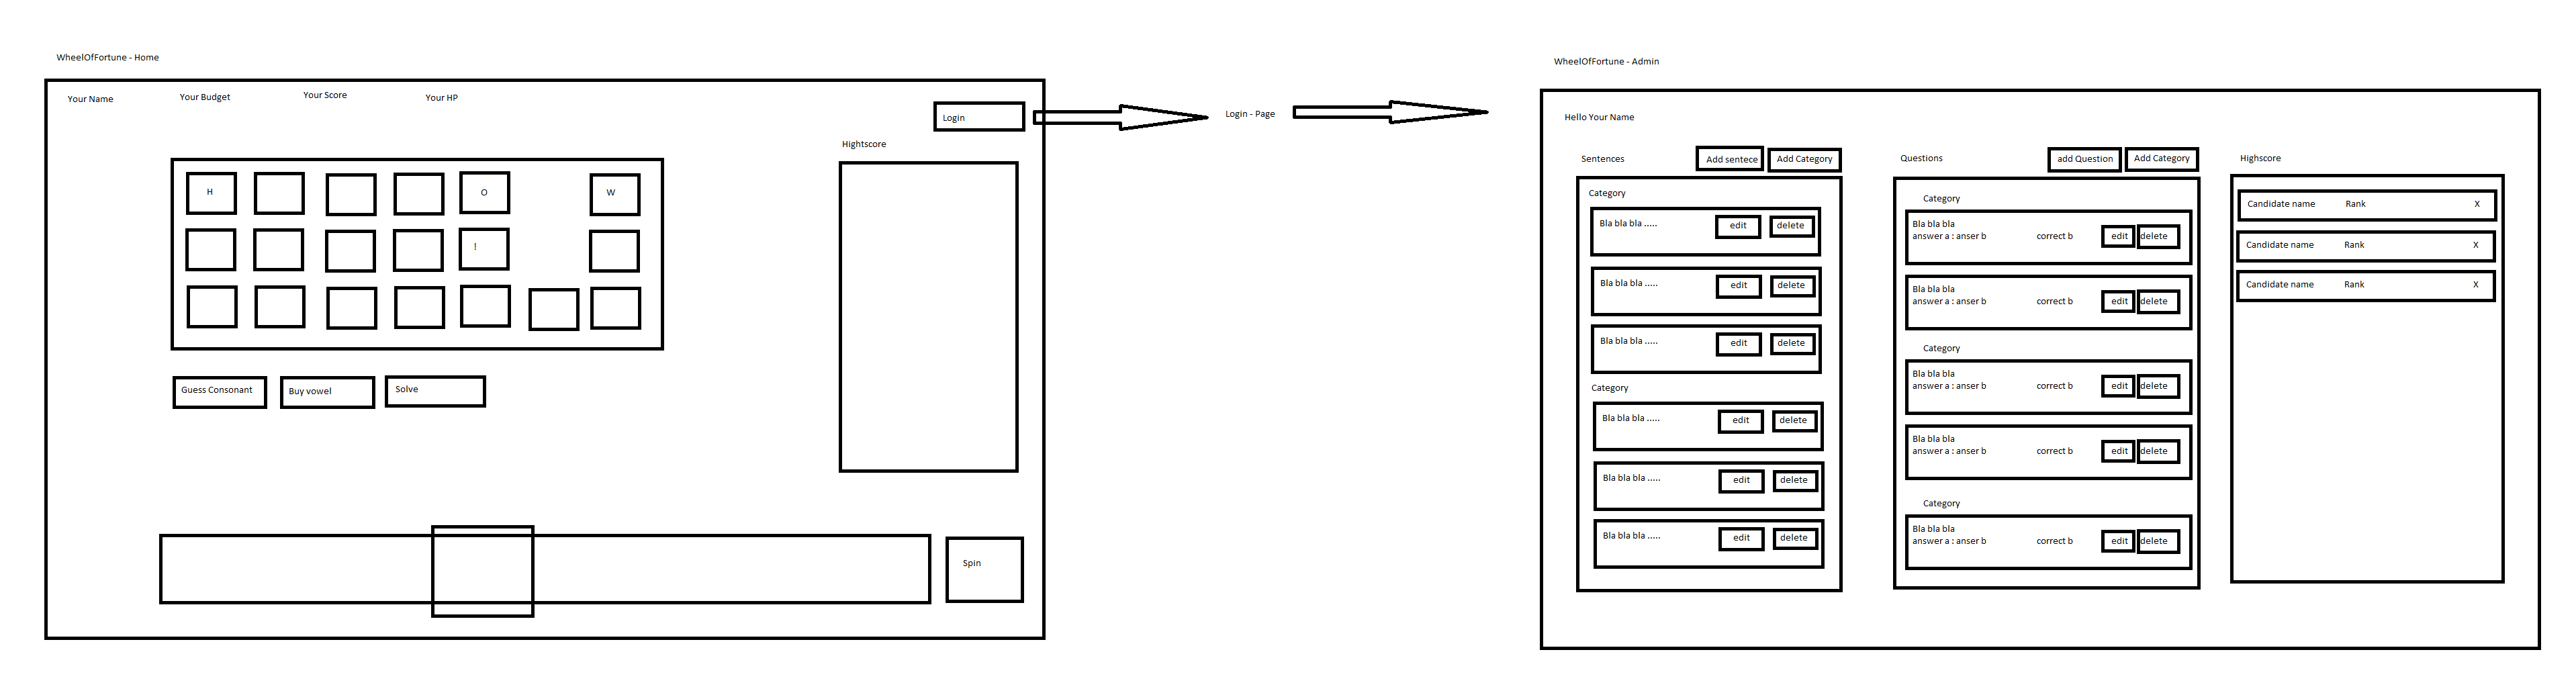 WheelOfFortune - Home
Your Name
Your Budget
Your Score
Your HP
Login
Hightscore
H
O
W
!
Guess Consonant
Buy vowel
Solve
Spin
Login - Page
WheelOfFortune - Admin
Hello Your Name
Sentences
Add sentece
Add Category
Category
Bla bla bla .....
edit
delete
Bla bla bla .....
edit
delete
Bla bla bla .....
edit
delete
Category
Bla bla bla .....
edit
delete
Bla bla bla .....
edit
delete
Bla bla bla .....
edit
delete
Questions
add Question
Add Category
Category
Bla bla bla
answer a : anser b
correct b
edit
delete
Bla bla bla
answer a : anser b
correct b
edit
delete
Category
Bla bla bla
answer a : anser b
correct b
edit
delete
Bla bla bla
answer a : anser b
correct b
edit
delete
Category
Bla bla bla
answer a : anser b
correct b
edit
delete
Highscore
Candidate name
Rank
X
Candidate name
Rank
X
Candidate name
Rank
X